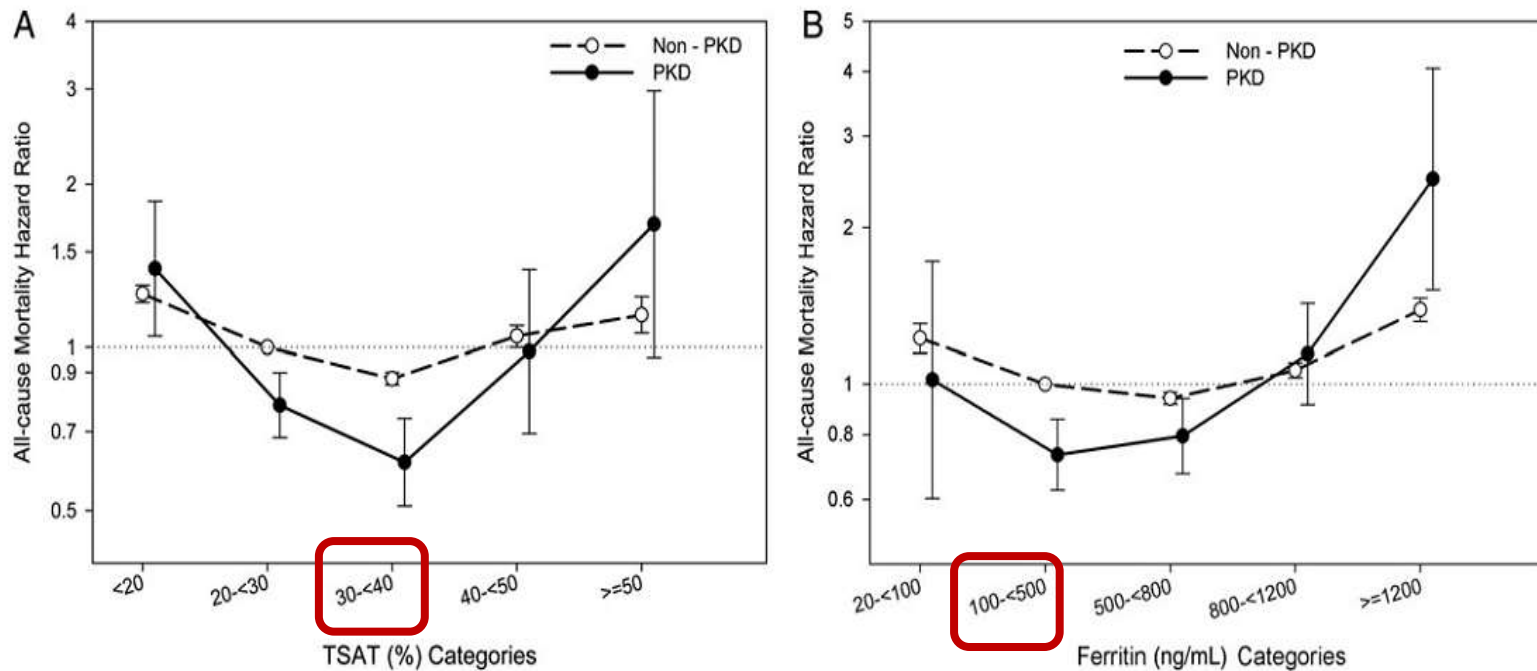 A
All-cause Mortality Hazard Ratio
4
3
2
1.5
1
0.9
0.7
0.5
Non - PKD
PKD
<20
20-<30
30-<40
40-<50
>=50
TSAT (%) Categories
B
All-cause Mortality Hazard Ratio
5
4
3
2
1
0.8
0.6
Non - PKD
PKD
20-<100
100-<500
500-<800
800-<1200
>=1200
Ferritin (ng/mL) Categories